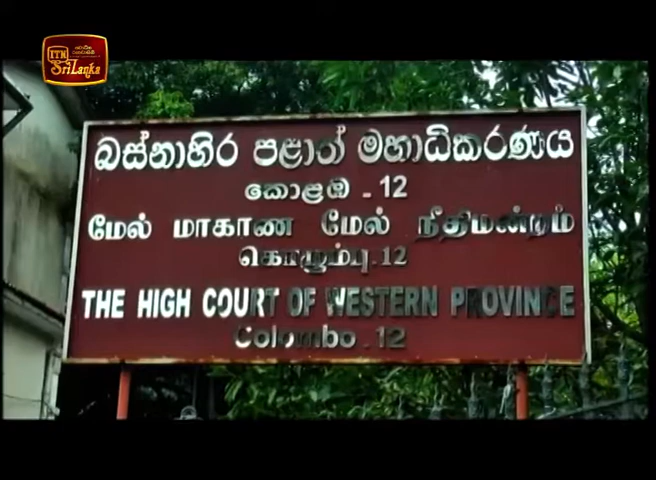 ITN
SriLanka
බස්නාහිර පළාත් මහාධිකරණය
කොළඹ - 12
மேல் மாகாண மேல் நீதிமன்றம்
கொழும்பு 12
THE HIGH COURT OF WESTERN PROVINCE
COLOMBO - 12